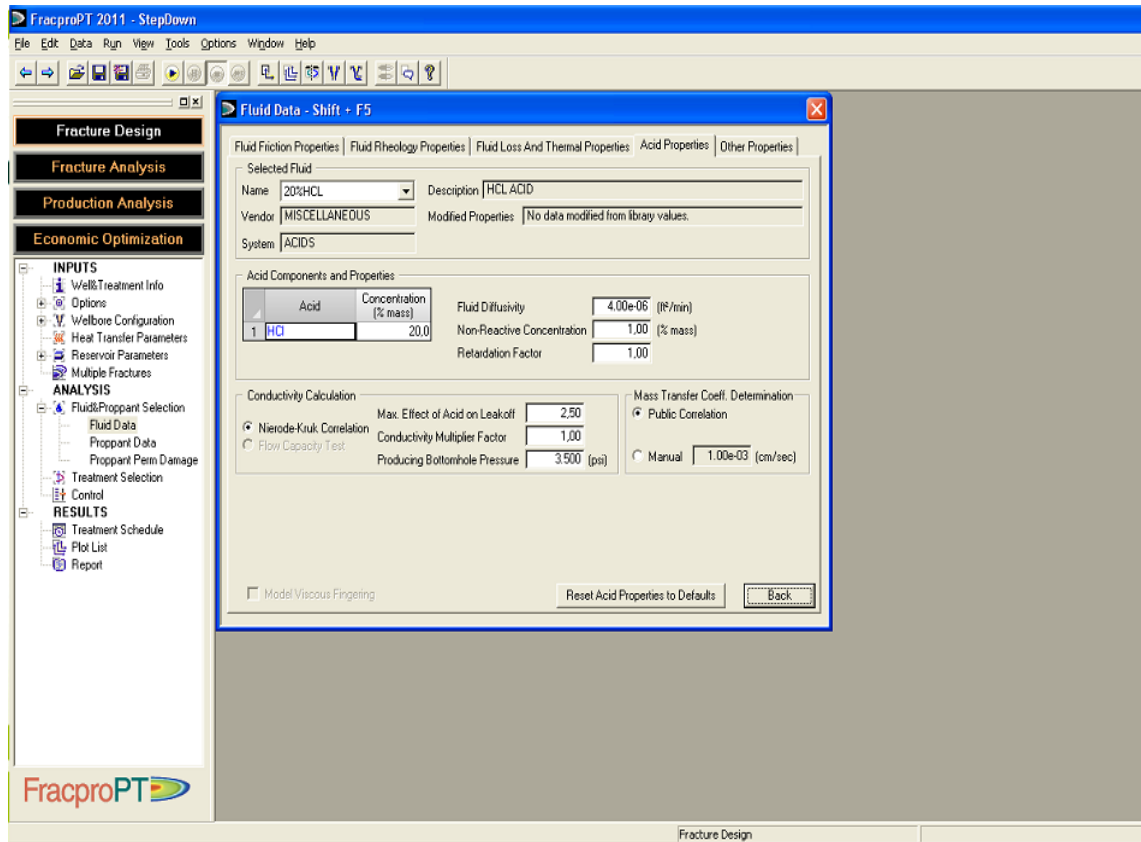 FracproPT 2011 - StepDown
File Edit Data Run View Tools Options Window Help
Fracture Design
Fracture Analysis
Production Analysis
Economic Optimization
INPUTS
Well&Treatment Info
Options
Wellbore Configuration
Heat Transfer Parameters
Reservoir Parameters
Multiple Fractures
ANALYSIS
Fluid&Proppant Selection
Fluid Data
Proppant Data
Proppant Perm Damage
Treatment Selection
Control
RESULTS
Treatment Schedule
Plot List
Report
FracproPT
Fluid Data - Shift + F5
Fluid Friction Properties Fluid Rheology Properties Fluid Loss And Thermal Properties Acid Properties Other Properties
Selected Fluid
Name 20%HCL Description HCL ACID
Vendor MISCELLANEOUS Modified Properties No data modified from library values.
System ACIDS
Acid Components and Properties
Acid Concentration (% mass)
1 HCl 20,0
Fluid Diffusivity 4.00e-06 (ft²/min)
Non-Reactive Concentration 1,00 (% mass)
Retardation Factor 1,00
Conductivity Calculation
Nierode-Kruk Correlation
Flow Capacity Test
Max. Effect of Acid on Leakoff 2,50
Conductivity Multiplier Factor 1,00
Producing Bottomhole Pressure 3.500 (psi)
Mass Transfer Coeff. Determination
Public Correlation
Manual 1.00e-03 (cm/sec)
Model Viscous Fingering
Reset Acid Properties to Defaults Back
Fracture Design